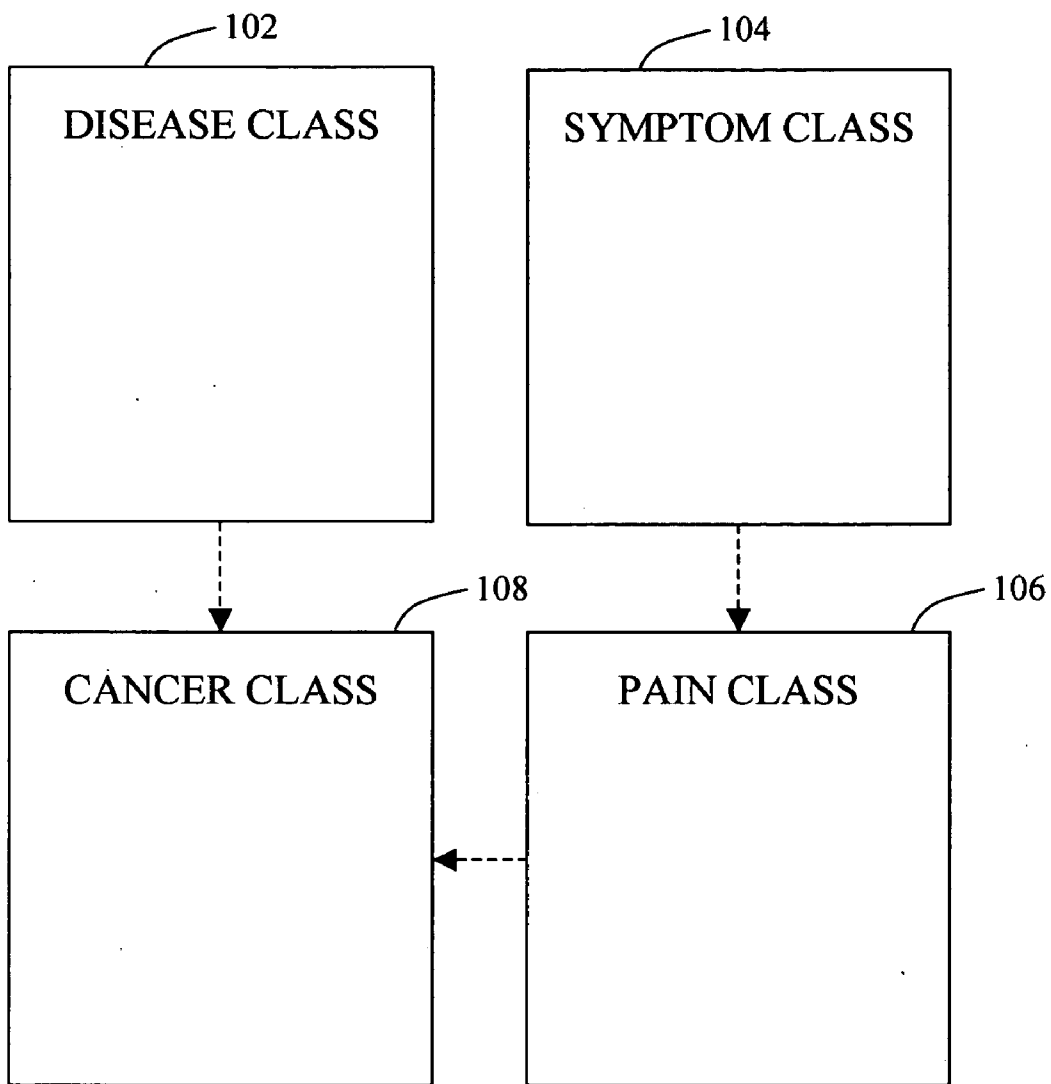 102
104
DISEASE CLASS
SYMPTOM CLASS
108
106
CANCER CLASS
PAIN CLASS